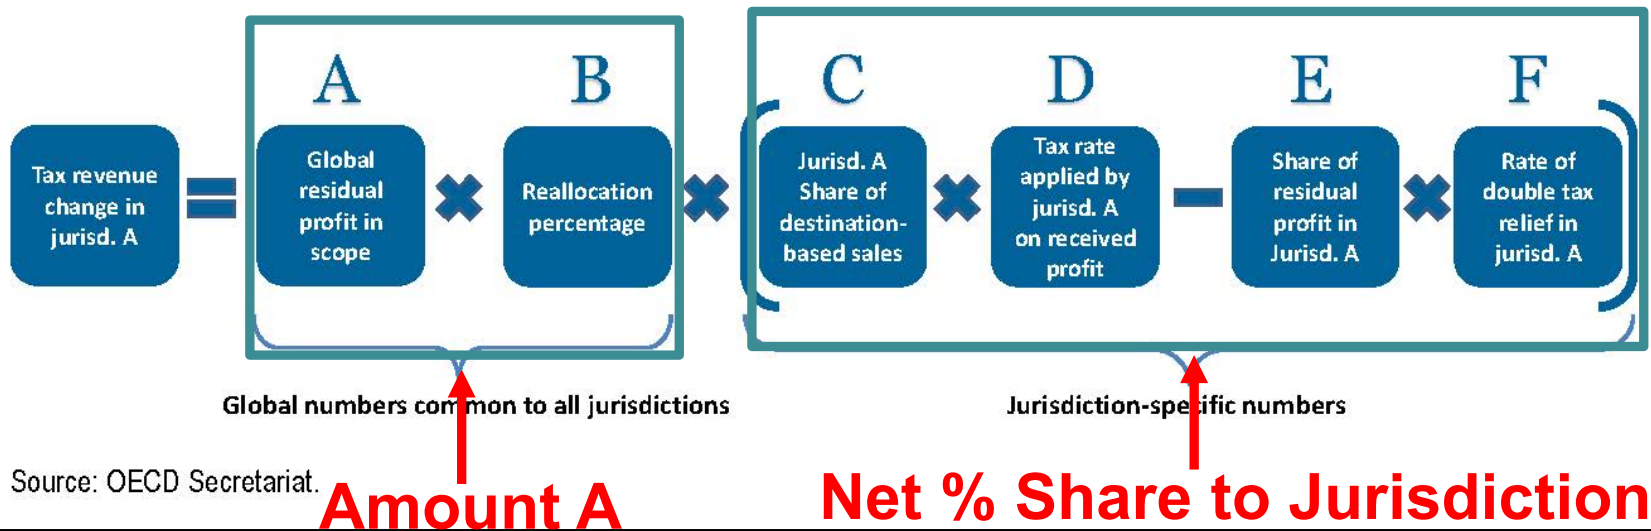 A
B
C
D
E
F
Tax revenue
change in
jurisd. A
Global
residual
profit in
scope
Reallocation
percentage
Jurisd. A
Share of
destination-
based sales
Tax rate
applied by
jurisd. A
on received
profit
Share of
residual
profit in
Jurisd. A
Rate of
double tax
relief in
jurisd. A
Global numbers common to all jurisdictions
Jurisdiction-specific numbers
Source: OECD Secretariat.
Amount A
Net % Share to Jurisdiction